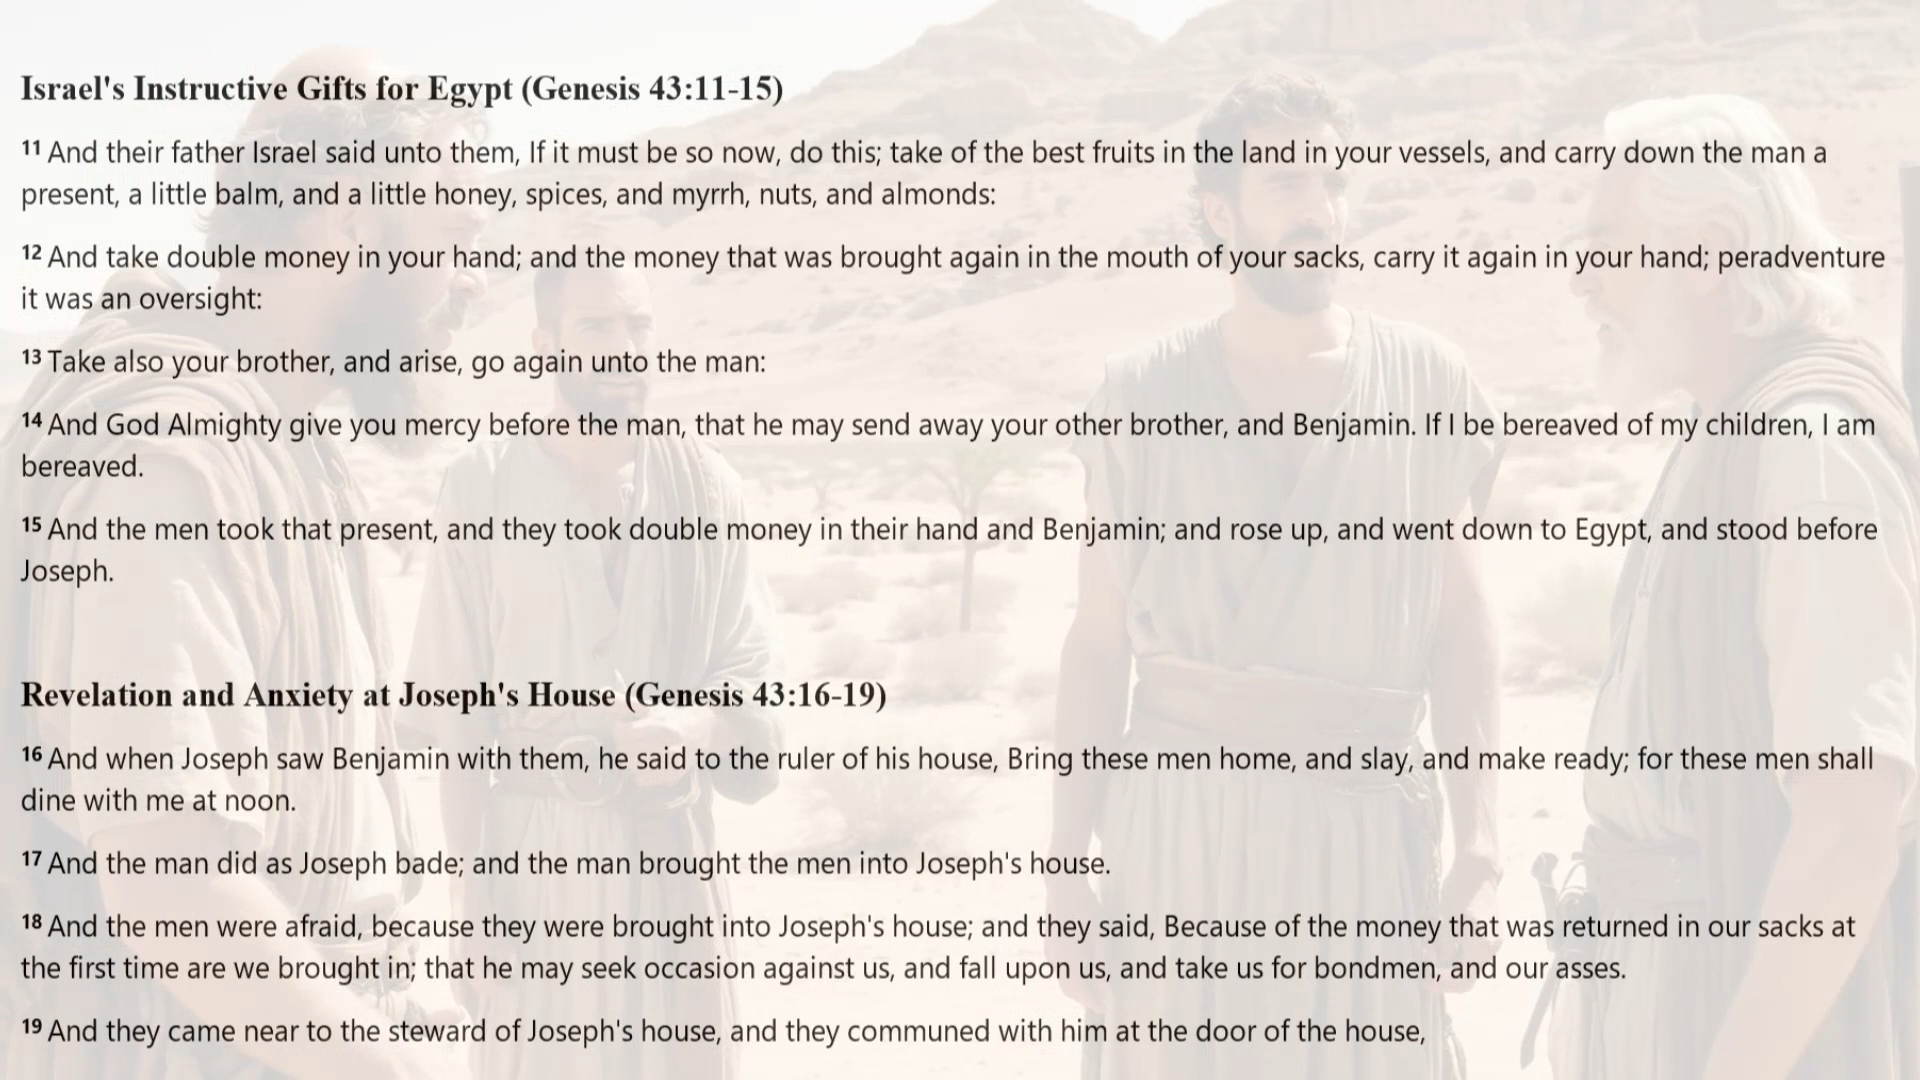 Israel's Instructive Gifts for Egypt (Genesis 43:11-15)
11 And their father Israel said unto them, If it must be so now, do this; take of the best fruits in the land in your vessels, and carry down the man a
present, a little balm, and a little honey, spices, and myrrh, nuts, and almonds:
12 And take double money in your hand; and the money that was brought again in the mouth of your sacks, carry it again in your hand; peradventure
it was an oversight:
13 Take also your brother, and arise, go again unto the man:
14 And God Almighty give you mercy before the man, that he may send away your other brother, and Benjamin. If I be bereaved of my children, I am
bereaved.
15 And the men took that present, and they took double money in their hand and Benjamin; and rose up, and went down to Egypt, and stood before
Joseph.
Revelation and Anxiety at Joseph's House (Genesis 43:16-19)
16 And when Joseph saw Benjamin with them, he said to the ruler of his house, Bring these men home, and slay, and make ready; for these men shall
dine with me at noon.
17 And the man did as Joseph bade; and the man brought the men into Joseph's house.
18 And the men were afraid, because they were brought into Joseph's house; and they said, Because of the money that was returned in our sacks at
the first time are we brought in; that he may seek occasion against us, and fall upon us, and take us for bondmen, and our asses.
19 And they came near to the steward of Joseph's house, and they communed with him at the door of the house,